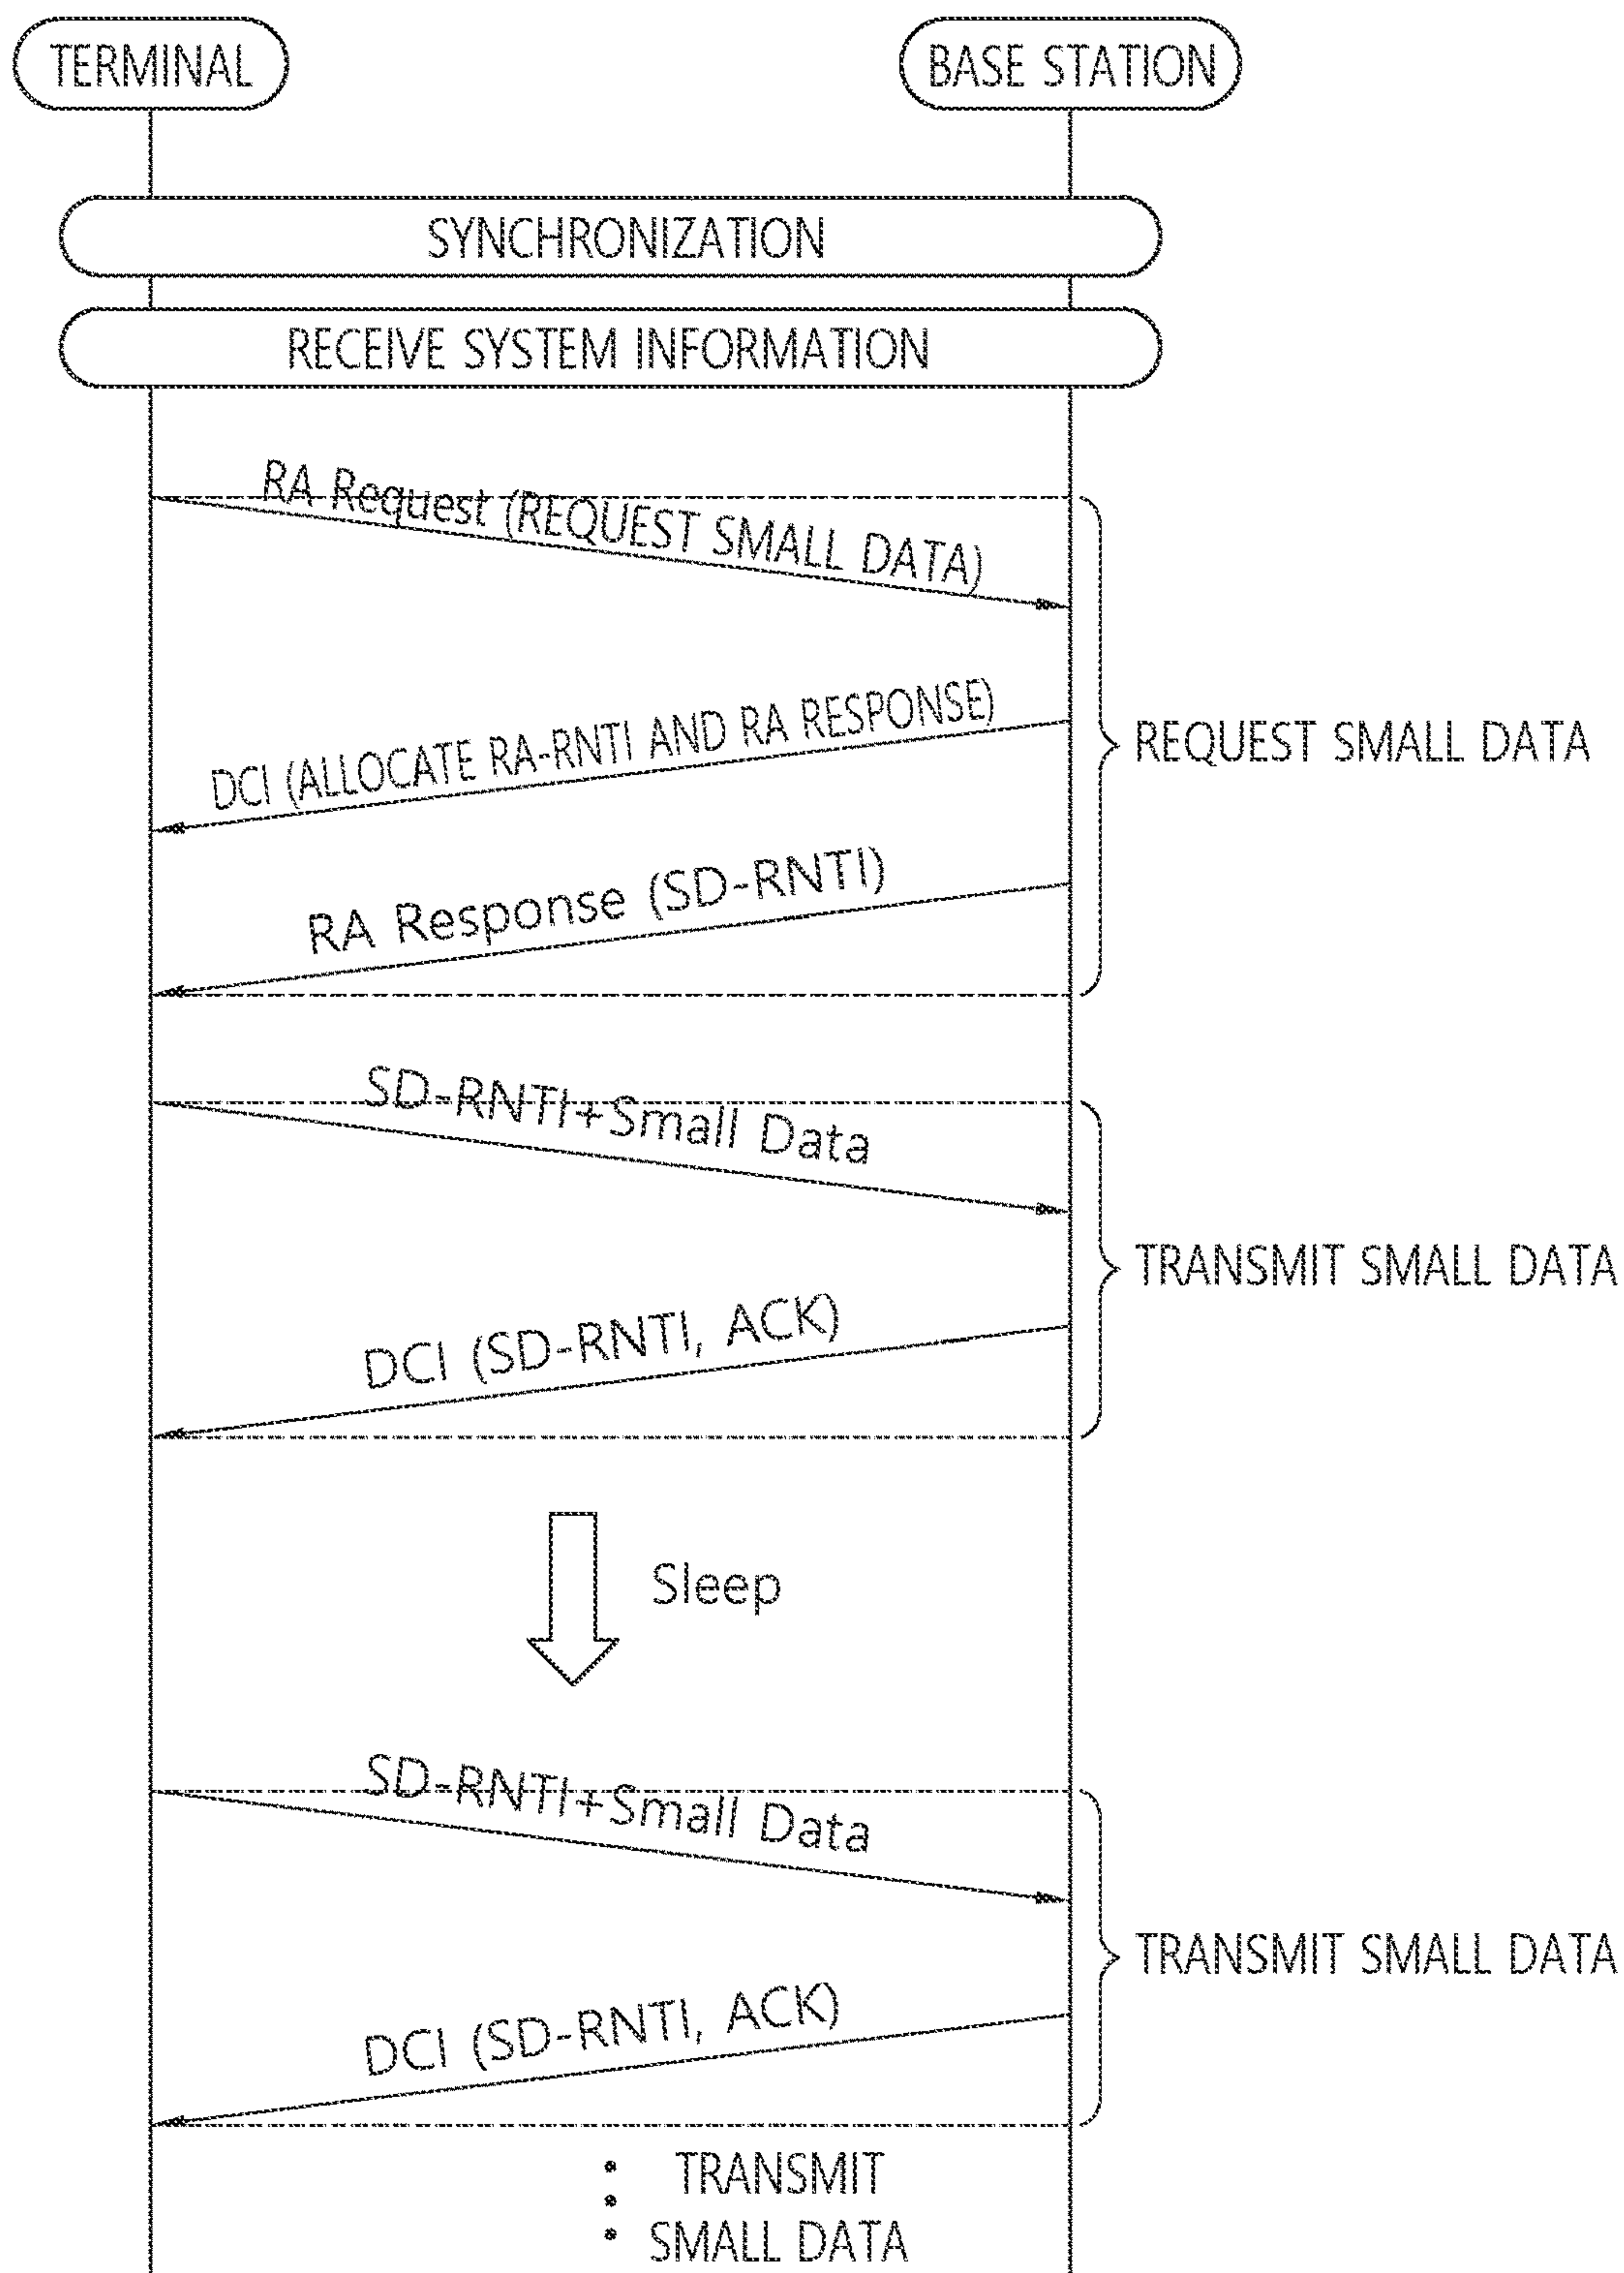 TERMINAL
BASE STATION
SYNCHRONIZATION
RECEIVE SYSTEM INFORMATION
RA Request (REQUEST SMALL DATA)
DCI (ALLOCATE RA-RNTI AND RA RESPONSE)
REQUEST SMALL DATA
RA Response (SD-RNTI)
SD-RNTI+Small Data
TRANSMIT SMALL DATA
DCI (SD-RNTI, ACK)
Sleep
SD-RNTI+Small Data
TRANSMIT SMALL DATA
DCI (SD-RNTI, ACK)
TRANSMIT
SMALL DATA